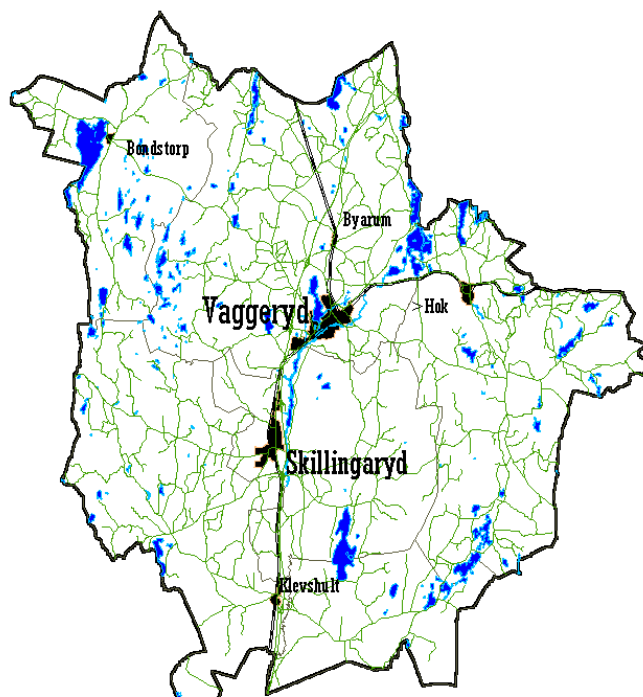 Bondstorp
Byarum
Vaggeryd
Hok
Skillingaryd
Klevshult